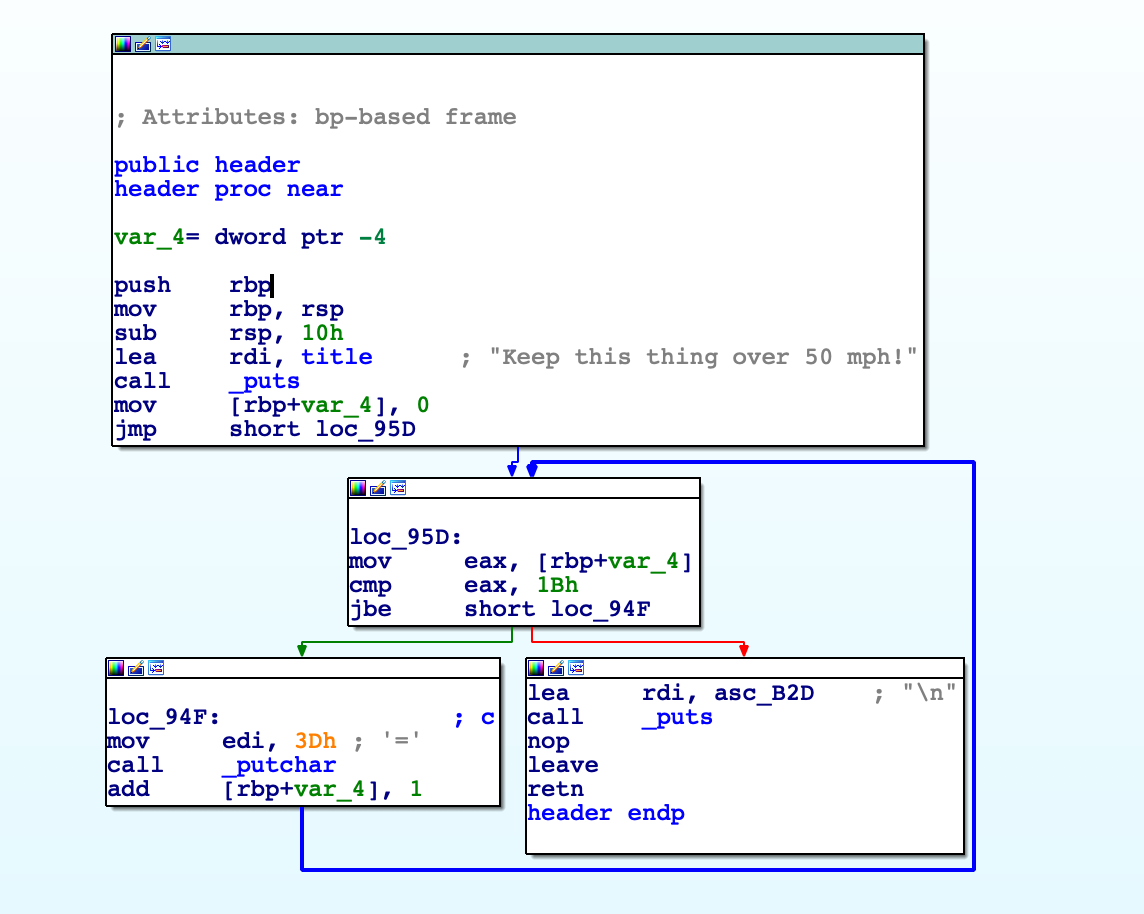 ; Attributes: bp-based frame
public header
header proc near
var_4= dword ptr -4
push rbp
mov rbp, rsp
sub rsp, 10h
lea rdi, title ; "Keep this thing over 50 mph!"
call _puts
mov [rbp+var_4], 0
jmp short loc_95D
loc_95D:
mov eax, [rbp+var_4]
cmp eax, 1Bh
jbe short loc_94F
loc_94F: ; c
mov edi, 3Dh ; '='
call _putchar
add [rbp+var_4], 1
lea rdi, asc_B2D ; "\n"
call _puts
nop
leave
retn
header endp